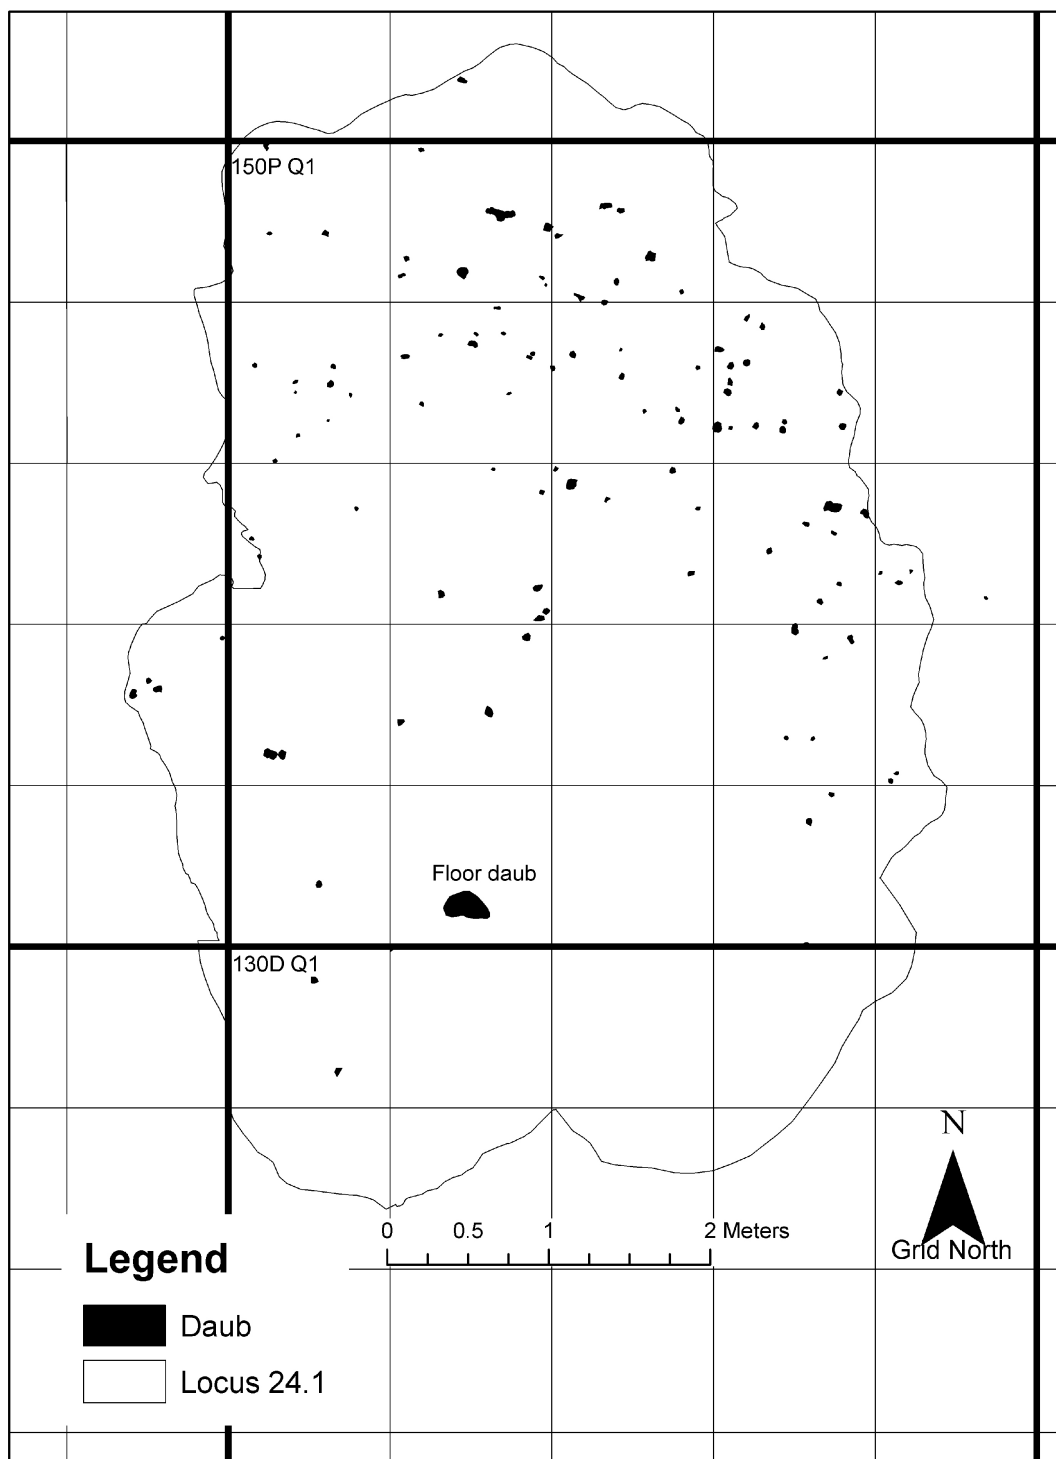 150P Q1
Floor daub
130D Q1
N
Grid North
0 0.5 1 2 Meters
Legend
Daub
Locus 24.1